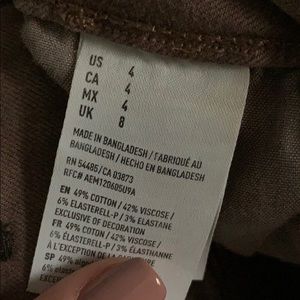 US 4
CA 4
MX 4
UK 8
MADE IN BANGLADESH / FABRIQUÉ AU
BANGLADESH / HECHO EN BANGLADESH
RN 54485/ CA 03873
RFC# AEM120605U9A
EN 49% COTTON / 42% VISCOSE /
6% ELASTERELL-P / 3% ELASTANE
EXCLUSIVE OF DECORATION
FR 49% COTON / 42% VISCOSE /
6% ELASTERELL-P / 3% ÉLASTHANNE
À L'EXCEPTION DE LA
SP 49%
6%